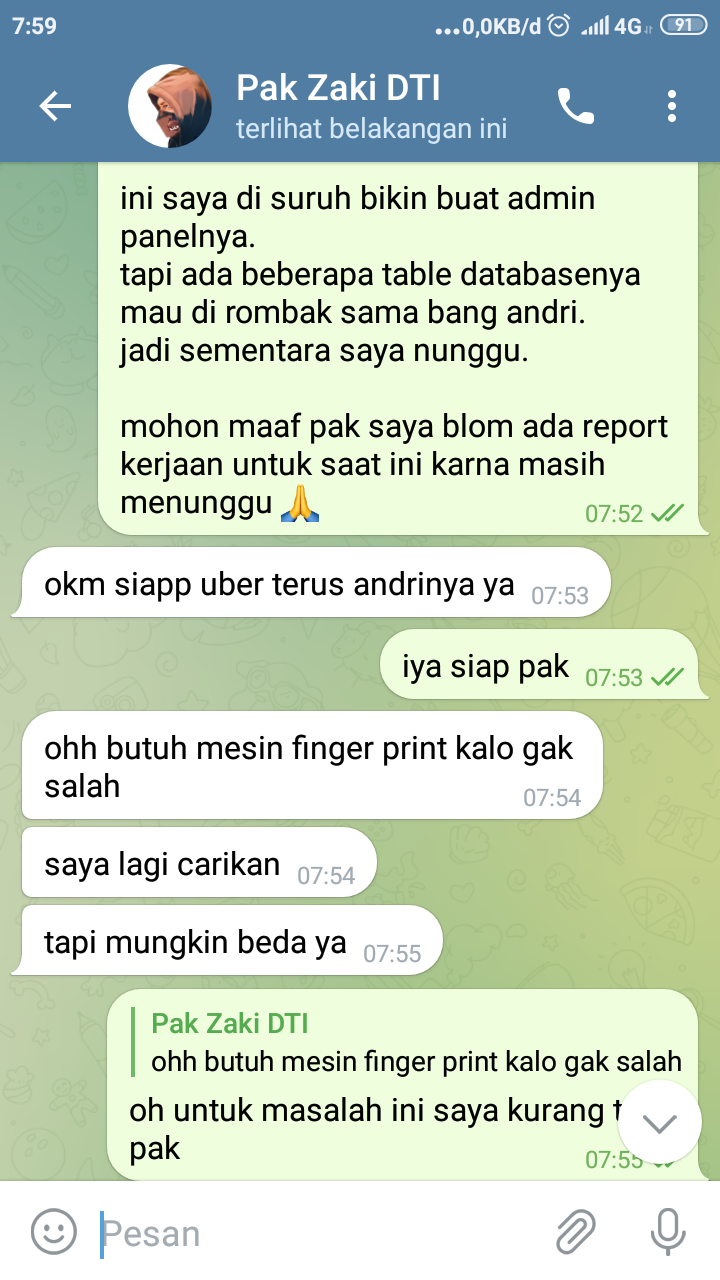 7:59
...0,0KB/d
4G
91
Pak Zaki DTI
terlihat belakangan ini
ini saya di suruh bikin buat admin
panelnya.
tapi ada beberapa table databasenya
mau di rombak sama bang andri.
jadi sementara saya nunggu.
mohon maaf pak saya blom ada report
kerjaan untuk saat ini karna masih
menunggu 🙏
07:52
okm siapp uber terus andrinya ya
07:53
iya siap pak
07:53
ohh butuh mesin finger print kalo gak
salah
07:54
saya lagi carikan
07:54
tapi mungkin beda ya
07:55
Pak Zaki DTI
ohh butuh mesin finger print kalo gak salah
oh untuk masalah ini saya kurang
pak
07:55
Pesan